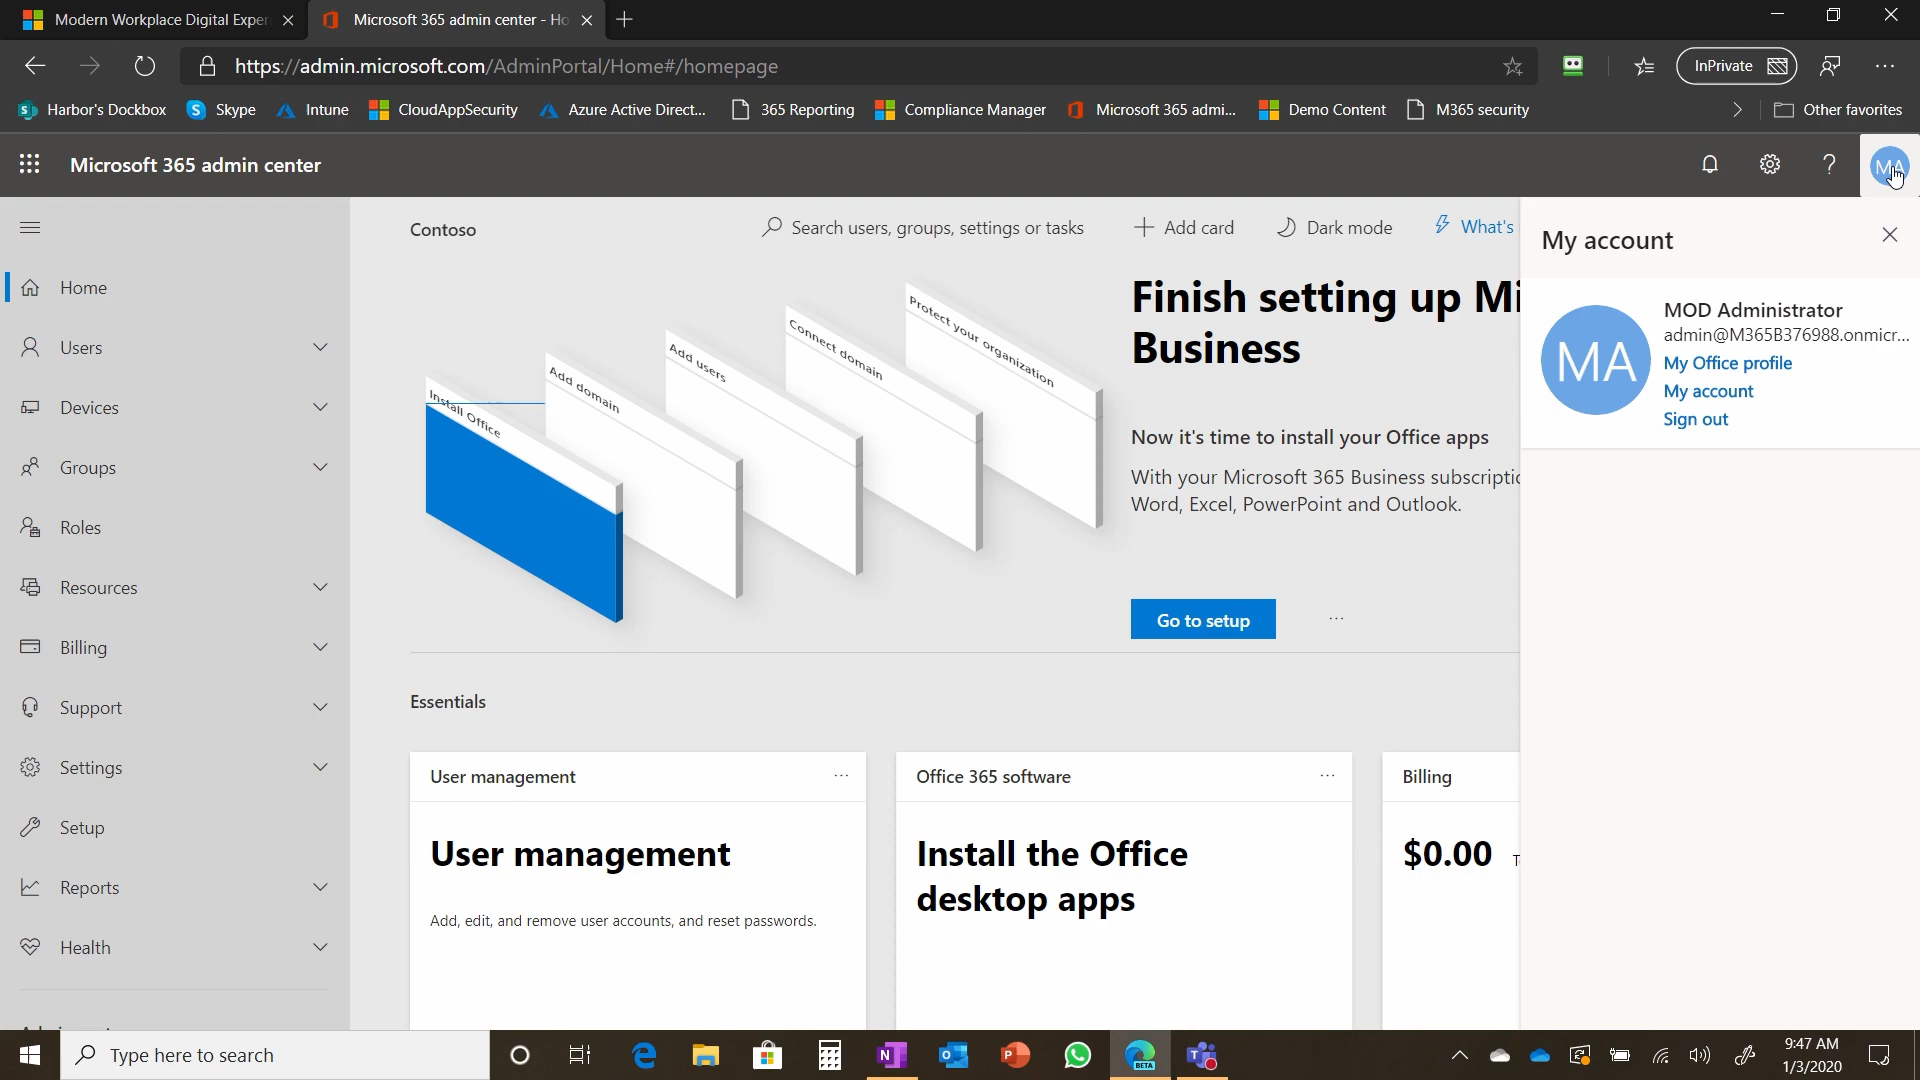 Modern Workplace Digital Exper
Microsoft 365 admin center - Ho
https://admin.microsoft.com/AdminPortal/Home#/homepage
InPrivate
Harbor's Dockbox
Skype
Intune
CloudAppSecurity
Azure Active Direct...
365 Reporting
Compliance Manager
Microsoft 365 admi...
Demo Content
M365 security
Other favorites
Microsoft 365 admin center
MA
Contoso
Search users, groups, settings or tasks
Add card
Dark mode
What's
My account
Home
Users
Devices
Groups
Roles
Resources
Billing
Support
Settings
Setup
Reports
Health
Install Office
Add domain
Add users
Connect domain
Protect your organization
Finish setting up Mi
Business
Now it's time to install your Office apps
With your Microsoft 365 Business subscriptic
Word, Excel, PowerPoint and Outlook.
Go to setup
MA
MOD Administrator
admin@M365B376988.onmicr...
My Office profile
My account
Sign out
Essentials
User management
User management
Add, edit, and remove user accounts, and reset passwords.
Office 365 software
Install the Office
desktop apps
Billing
$0.00
Type here to search
BETA
9:47 AM
1/3/2020